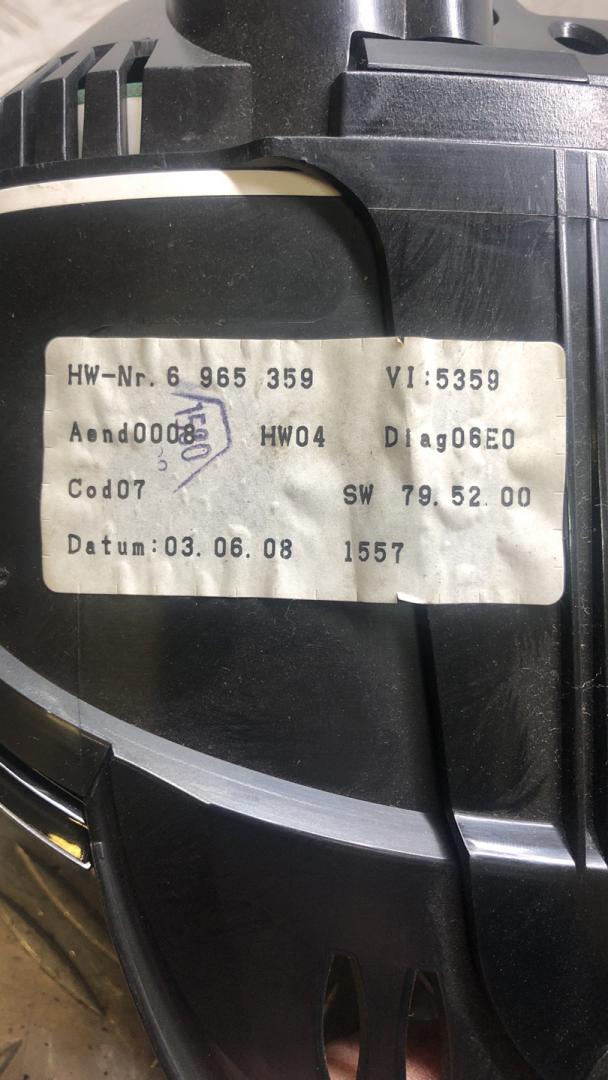 HW-Nr. 6 965 359 VI:5359
Aend0008 HW04 Diag06E0
Cod07 SW 79.52.00
Datum:03.06.08 1557